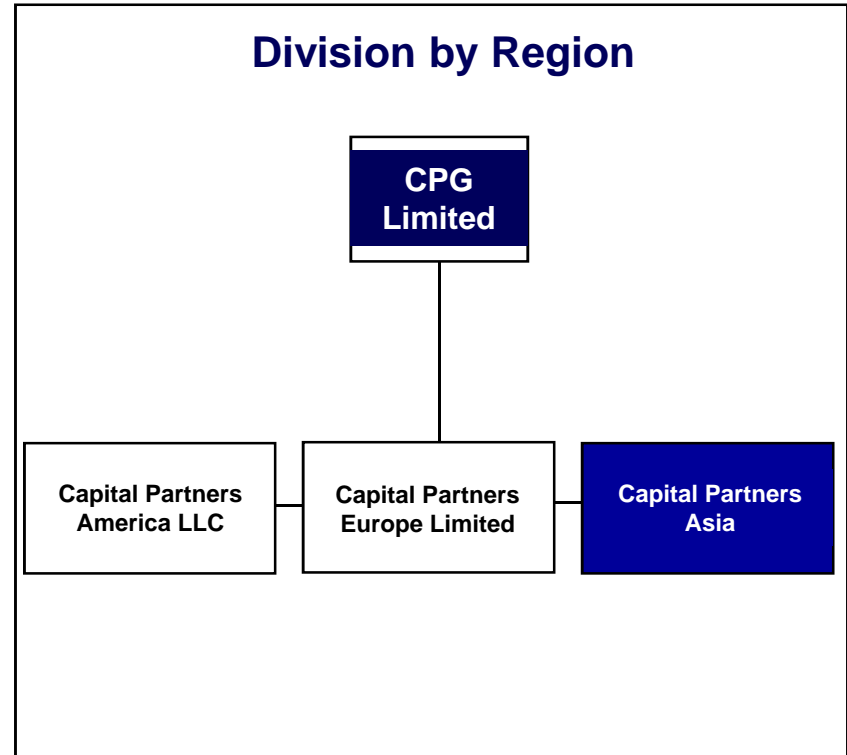 Division by Region
CPG
Limited
Capital Partners
America LLC
Capital Partners
Europe Limited
Capital Partners
Asia